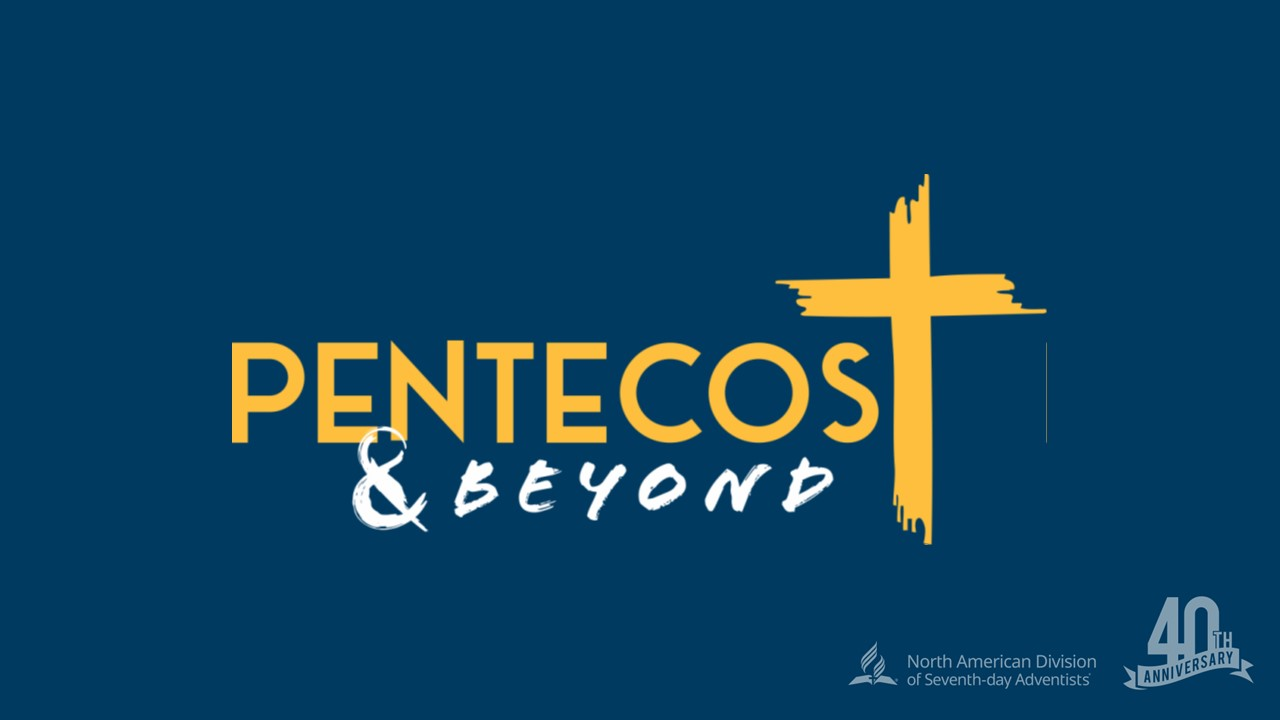 PENTECOST
& BEYOND
North American Division
of Seventh-day Adventists
40TH
ANNIVERSARY